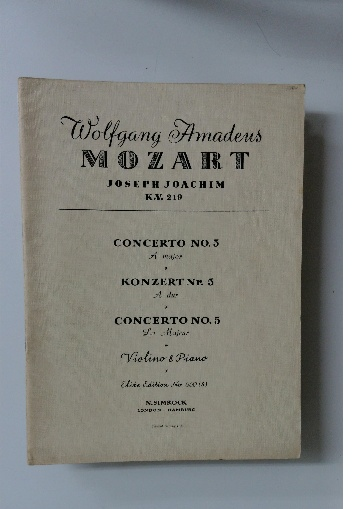 Wolfgang Amadeus
MOZART
JOSEPH JOACHIM
K.V. 219
CONCERTO NO. 5
A major
KONZERT Nr. 5
A dur
CONCERTO NO. 5
La Majeur
Violino & Piano
Elite Edition No
N. SIMROCK
LONDON HAMBURG